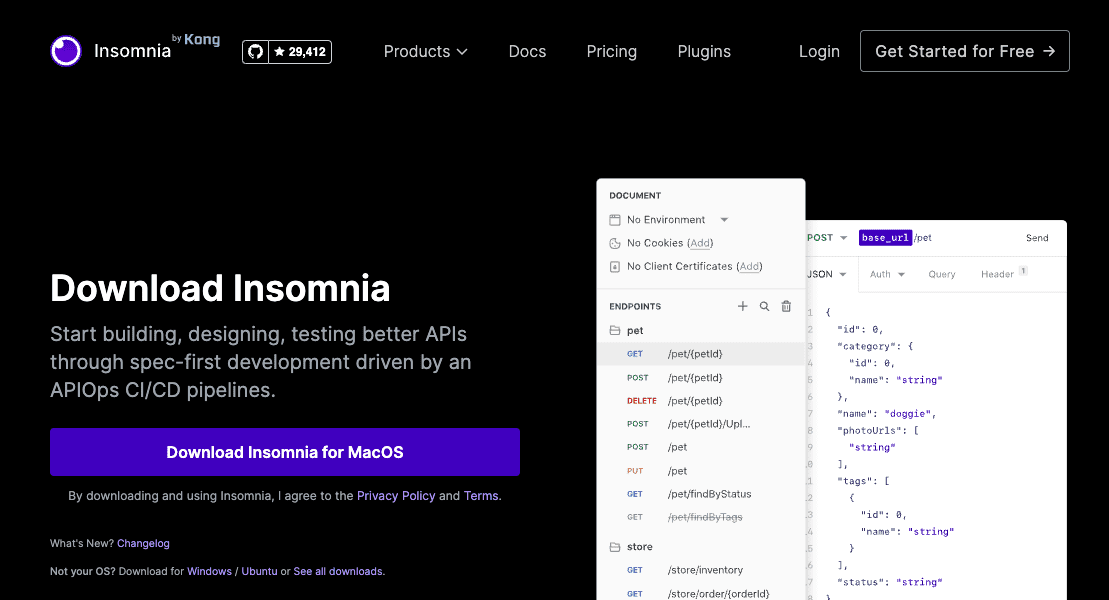 Insomnia by Kong
29,412
Products
Docs
Pricing
Plugins
Login
Get Started for Free →
Download Insomnia
Start building, designing, testing better APIs
through spec-first development driven by an
APIOps CI/CD pipelines.
Download Insomnia for MacOS
By downloading and using Insomnia, I agree to the Privacy Policy and Terms.
What's New? Changelog
Not your OS? Download for Windows / Ubuntu or See all downloads.
DOCUMENT
No Environment
No Cookies (Add)
No Client Certificates (Add)
ENDPOINTS
pet
GET /pet/{petId}
POST /pet/{petId}
DELETE /pet/{petId}
POST /pet/{petId}/Upl...
POST /pet
PUT /pet
GET /pet/findByStatus
GET /pet/findByTags
store
GET /store/inventory
GET /store/order/{orderId}
POST base_url/pet Send
JSON Auth Query Header 1
1 {
2 "id": 0,
3 "category": {
4 "id": 0,
5 "name": "string"
6 },
7 "name": "doggie",
8 "photoUrls": [
9 "string"
0 ],
1 "tags": [
2 {
3 "id": 0,
4 "name": "string"
5 }
6 ],
7 "status": "string"
8 }